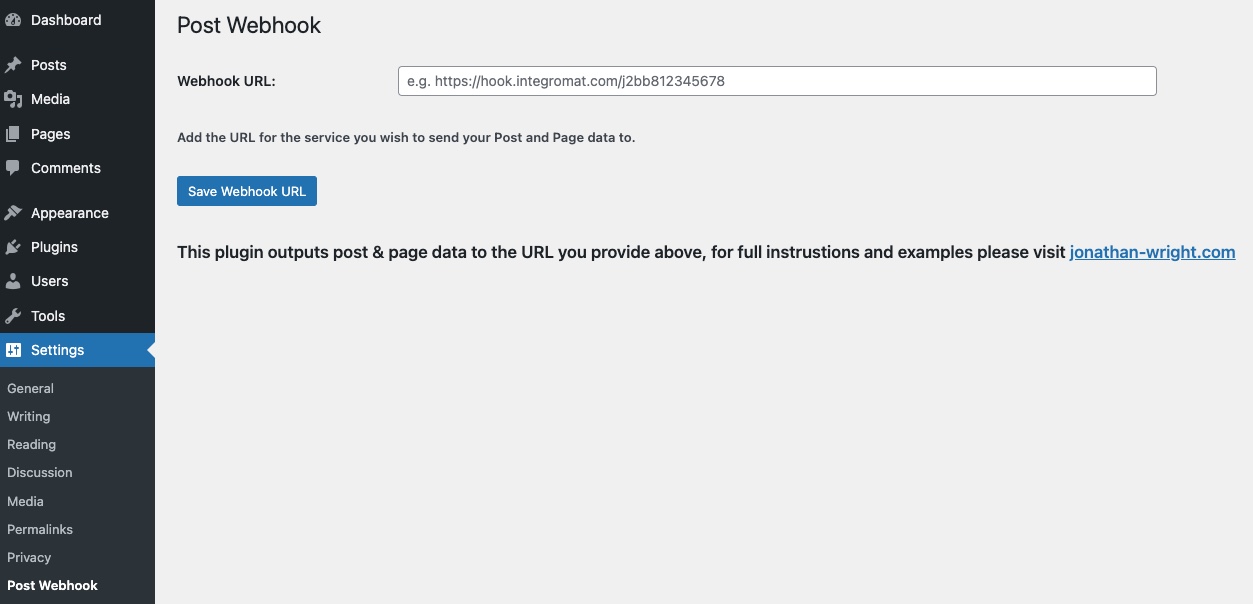 Dashboard
Posts
Media
Pages
Comments
Appearance
Plugins
Users
Tools
Settings
General
Writing
Reading
Discussion
Media
Permalinks
Privacy
Post Webhook
Post Webhook
Webhook URL:
e.g. https://hook.integromat.com/j2bb812345678
Add the URL for the service you wish to send your Post and Page data to.
Save Webhook URL
This plugin outputs post & page data to the URL you provide above, for full instrustions and examples please visit jonathan-wright.com